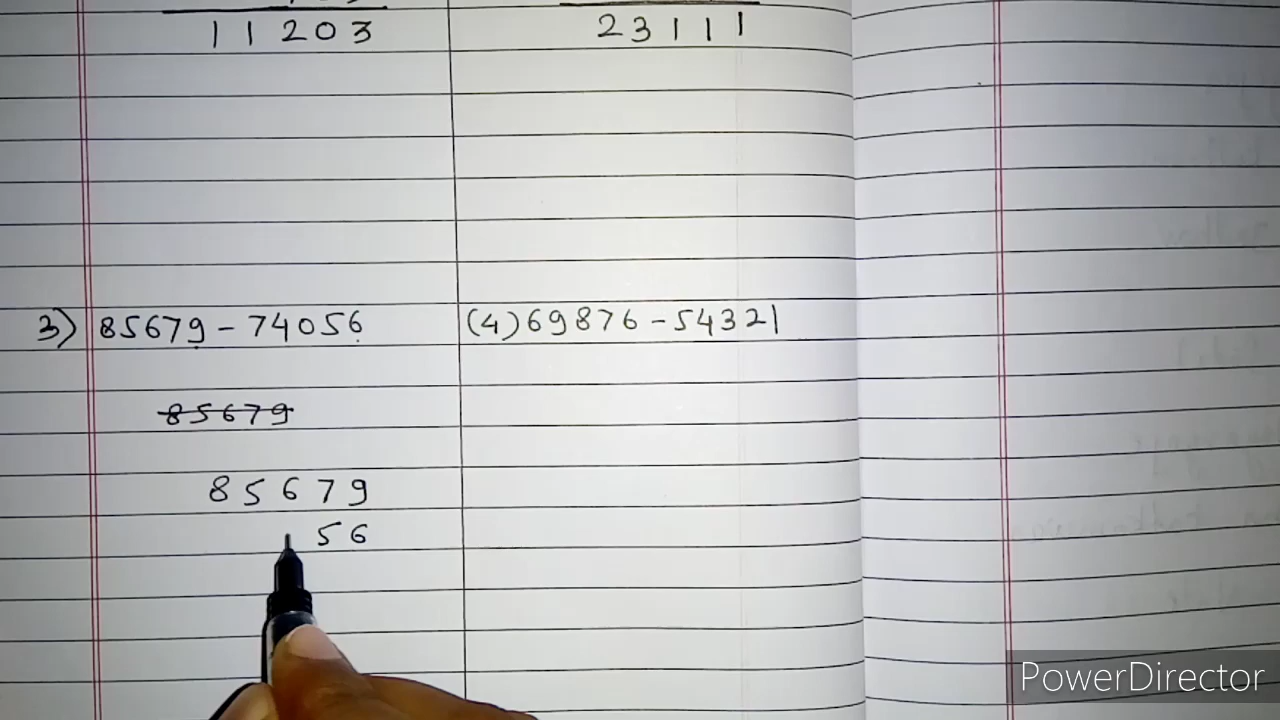 11203
23111
3) 85679 - 74056
(4) 69876 - 54321
85679
85679
56
PowerDirector